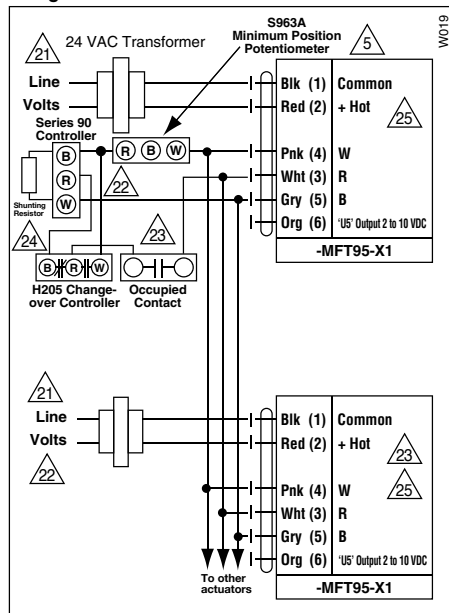 S963A
Minimum Position
Potentiometer
W019
21
24 VAC Transformer
5
Line
Volts
Blk (1) Common
Red (2) + Hot
25
Series 90
Controller
B
R
W
R B W
Pnk (4) W
Wht (3) R
Gry (5) B
Org (6) 'U5' Output 2 to 10 VDC
-MFT95-X1
Shunting
Resistor
22
24
23
B R W
H205 Change-
over Controller
Occupied
Contact
21
Line
Volts
22
Blk (1) Common
Red (2) + Hot
23
25
Pnk (4) W
Wht (3) R
Gry (5) B
Org (6) 'U5' Output 2 to 10 VDC
-MFT95-X1
To other
actuators